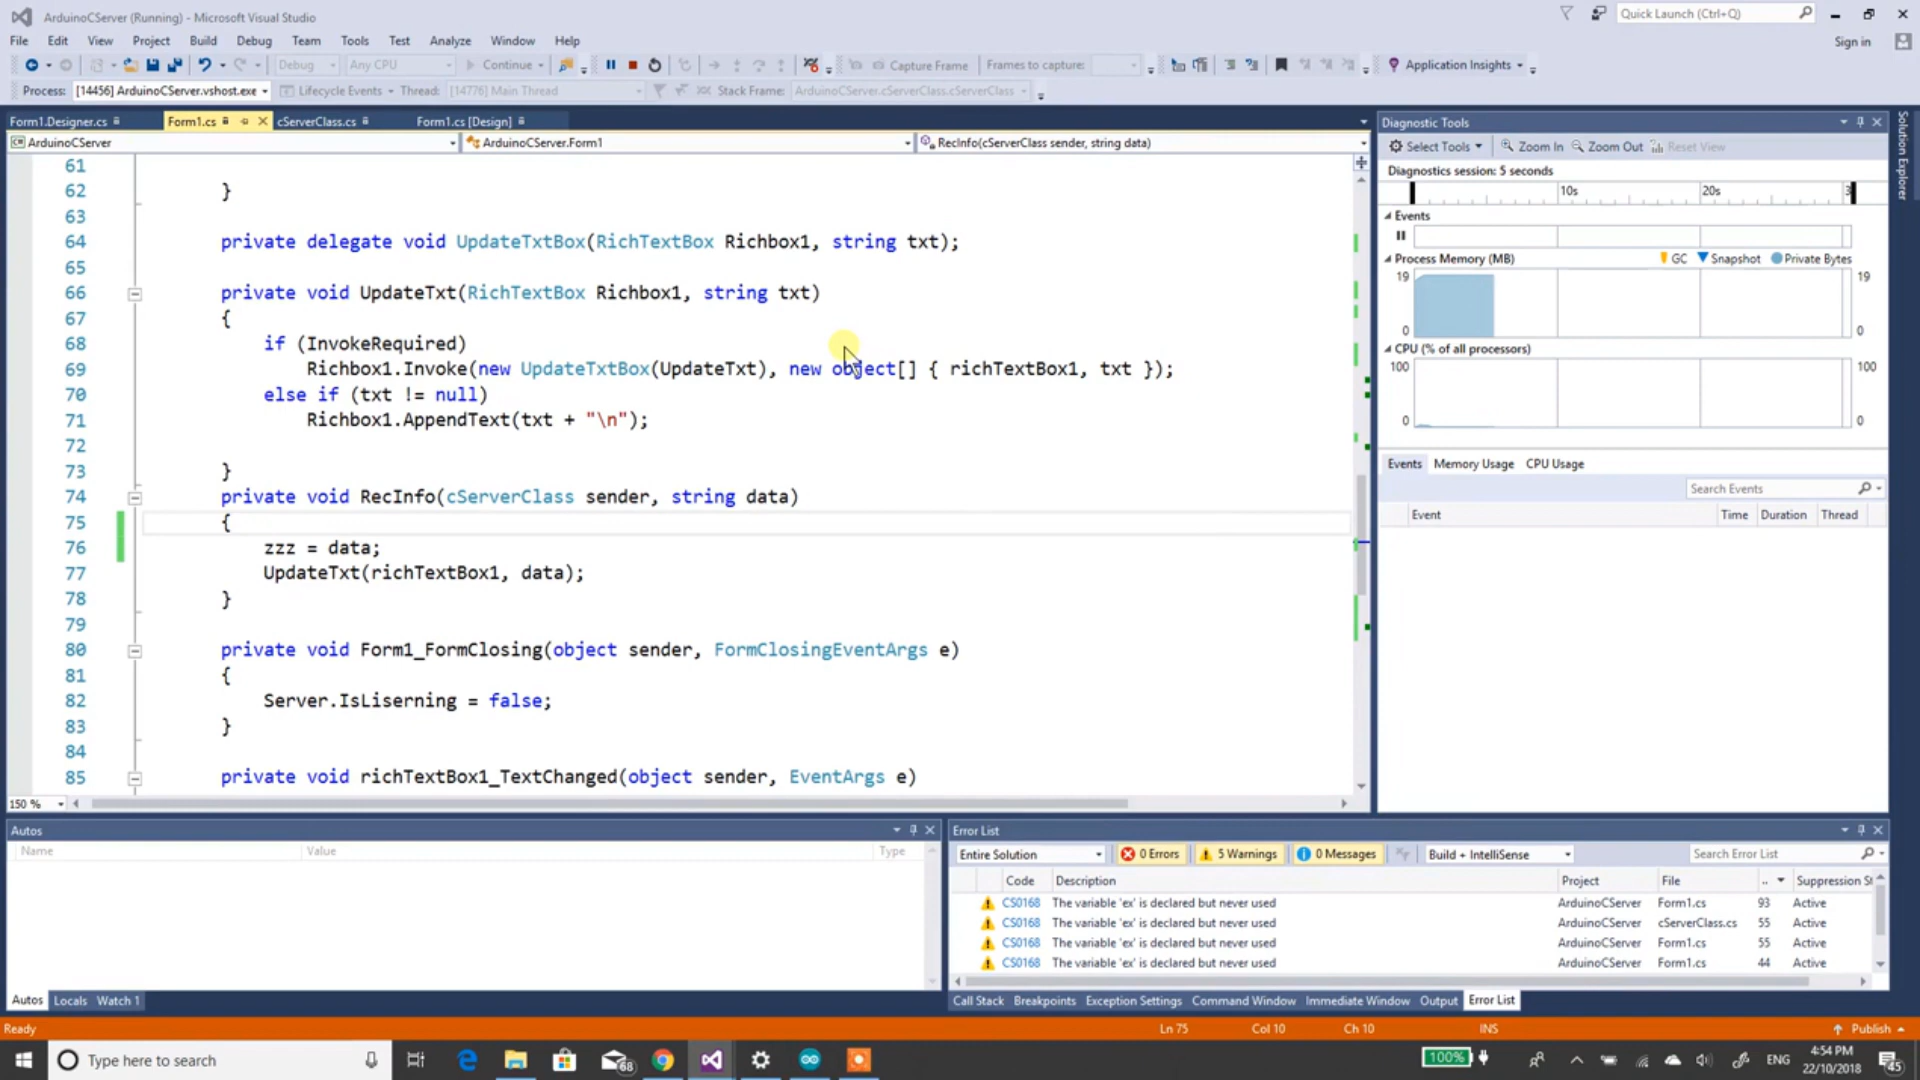 ArduinoCServer (Running) - Microsoft Visual Studio
Quick Launch (Ctrl+Q)
File Edit View Project Build Debug Team Tools Test Analyze Window Help
Sign in
Debug Any CPU Continue Capture Frame Frames to capture: Application Insights
Process: [14456] ArduinoCServer.vshost.exe Lifecycle Events Thread: [14776] Main Thread Stack Frame: ArduinoCServer.cServerClass.cServerClass
Form1.Designer.cs Form1.cs cServerClass.cs Form1.cs [Design]
ArduinoCServer ArduinoCServer.Form1 RecInfo(cServerClass sender, string data)
61
62 }
63
64 private delegate void UpdateTxtBox(RichTextBox Richbox1, string txt);
65
66 private void UpdateTxt(RichTextBox Richbox1, string txt)
67 {
68 if (InvokeRequired)
69 Richbox1.Invoke(new UpdateTxtBox(UpdateTxt), new object[] { richTextBox1, txt });
70 else if (txt != null)
71 Richbox1.AppendText(txt + "\n");
72
73 }
74 private void RecInfo(cServerClass sender, string data)
75 {
76 zzz = data;
77 UpdateTxt(richTextBox1, data);
78 }
79
80 private void Form1_FormClosing(object sender, FormClosingEventArgs e)
81 {
82 Server.IsLiserning = false;
83 }
84
85 private void richTextBox1_TextChanged(object sender, EventArgs e)
150 %
Diagnostic Tools
Select Tools Zoom In Zoom Out Reset View
Diagnostics session: 5 seconds
10s 20s 3
Events
Process Memory (MB) GC Snapshot Private Bytes
19 19
0 0
CPU (% of all processors)
100 100
0 0
Events Memory Usage CPU Usage
Search Events
Event Time Duration Thread
Solution Explorer
Autos
Name Value Type
Autos Locals Watch 1
Error List
Entire Solution 0 Errors 5 Warnings 0 Messages Build + IntelliSense Search Error List
Code Description Project File .. Suppression St
CS0168 The variable 'ex' is declared but never used ArduinoCServer Form1.cs 93 Active
CS0168 The variable 'ex' is declared but never used ArduinoCServer cServerClass.cs 55 Active
CS0168 The variable 'ex' is declared but never used ArduinoCServer Form1.cs 55 Active
CS0168 The variable 'ex' is declared but never used ArduinoCServer Form1.cs 44 Active
Call Stack Breakpoints Exception Settings Command Window Immediate Window Output Error List
Ready Ln 75 Col 10 Ch 10 INS Publish
Type here to search
68
100%
ENG
4:54 PM
22/10/2018
45